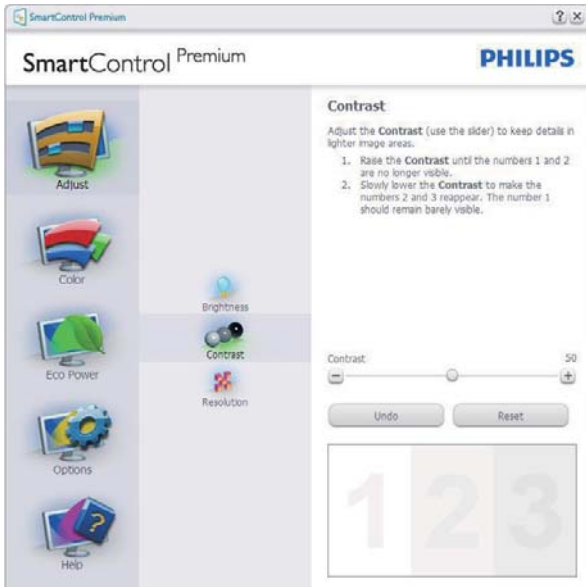 SmartControl Premium
? ×
SmartControl Premium
PHILIPS
Adjust
Color
Eco Power
Options
Help
Brightness
Contrast
Resolution
Contrast
Adjust the Contrast (use the slider) to keep details in
lighter image areas.
1. Raise the Contrast until the numbers 1 and 2
are no longer visible.
2. Slowly lower the Contrast to make the
numbers 2 and 3 reappear. The number 1
should remain barely visible.
Contrast 50
− +
Undo Reset
1 2 3